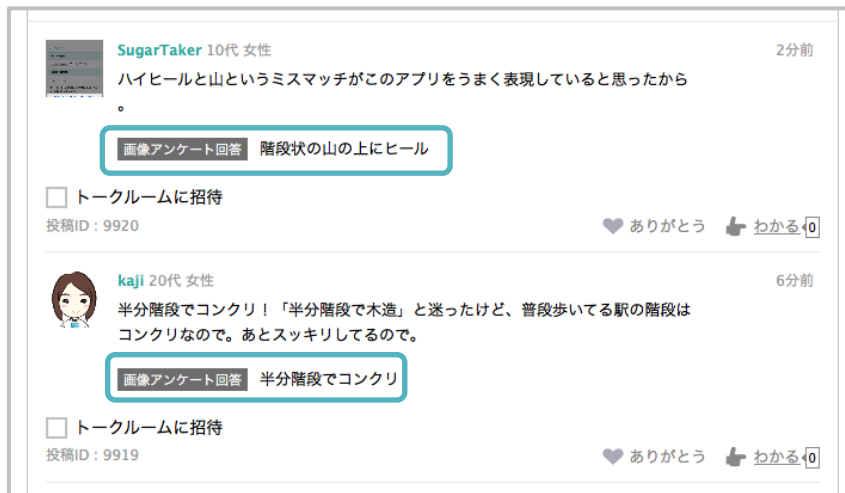 SugarTaker 10代 女性 2分前
ハイヒールと山というミスマッチがこのアプリをうまく表現していると思ったから
。
画像アンケート回答 階段状の山の上にヒール
トークルームに招待
投稿ID : 9920 ありがとう わかる 0
kaji 20代 女性 6分前
半分階段でコンクリ！「半分階段で木造」と迷ったけど、普段歩いてる駅の階段は
コンクリなので。あとスッキリしてるので。
画像アンケート回答 半分階段でコンクリ
トークルームに招待
投稿ID : 9919 ありがとう わかる 0